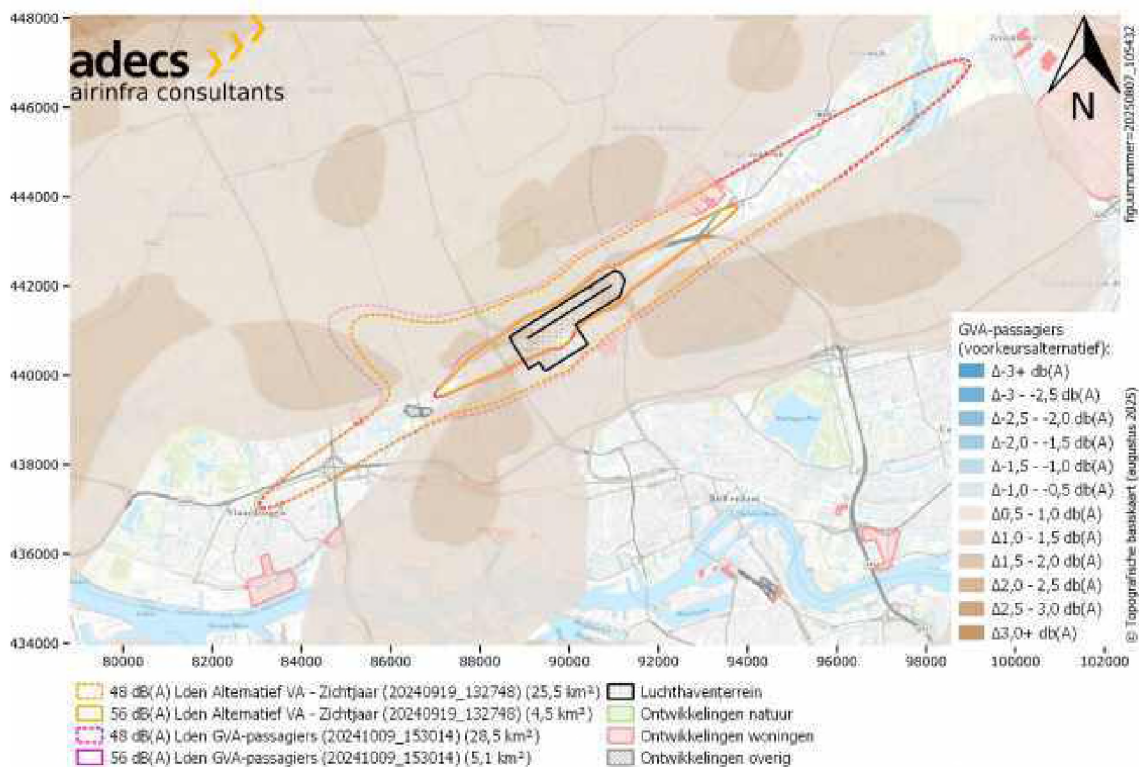 adecs
airinfra consultants
N
figuurnummer=20250807_105432
© Topografische basiskaart (augustus 2025)
448000
446000
444000
442000
440000
438000
436000
434000
80000
82000
84000
86000
88000
90000
92000
94000
96000
98000
100000
102000
Vlaardingen
Rotterdam
GVA-passagiers
(voorkeursalternatief):
Δ-3+ db(A)
Δ-3 - -2,5 db(A)
Δ-2,5 - -2,0 db(A)
Δ-2,0 - -1,5 db(A)
Δ-1,5 - -1,0 db(A)
Δ-1,0 - -0,5 db(A)
Δ0,5 - 1,0 db(A)
Δ1,0 - 1,5 db(A)
Δ1,5 - 2,0 db(A)
Δ2,0 - 2,5 db(A)
Δ2,5 - 3,0 db(A)
Δ3,0+ db(A)
48 dB(A) Lden Alternatief VA - Zichtjaar (20240919_132748) (25,5 km²)
56 dB(A) Lden Alternatief VA - Zichtjaar (20240919_132748) (4,5 km²)
48 dB(A) Lden GVA-passagiers (20241009_153014) (28,5 km²)
56 dB(A) Lden GVA-passagiers (20241009_153014) (5,1 km²)
Luchthaventerrein
Ontwikkelingen natuur
Ontwikkelingen woningen
Ontwikkelingen overig